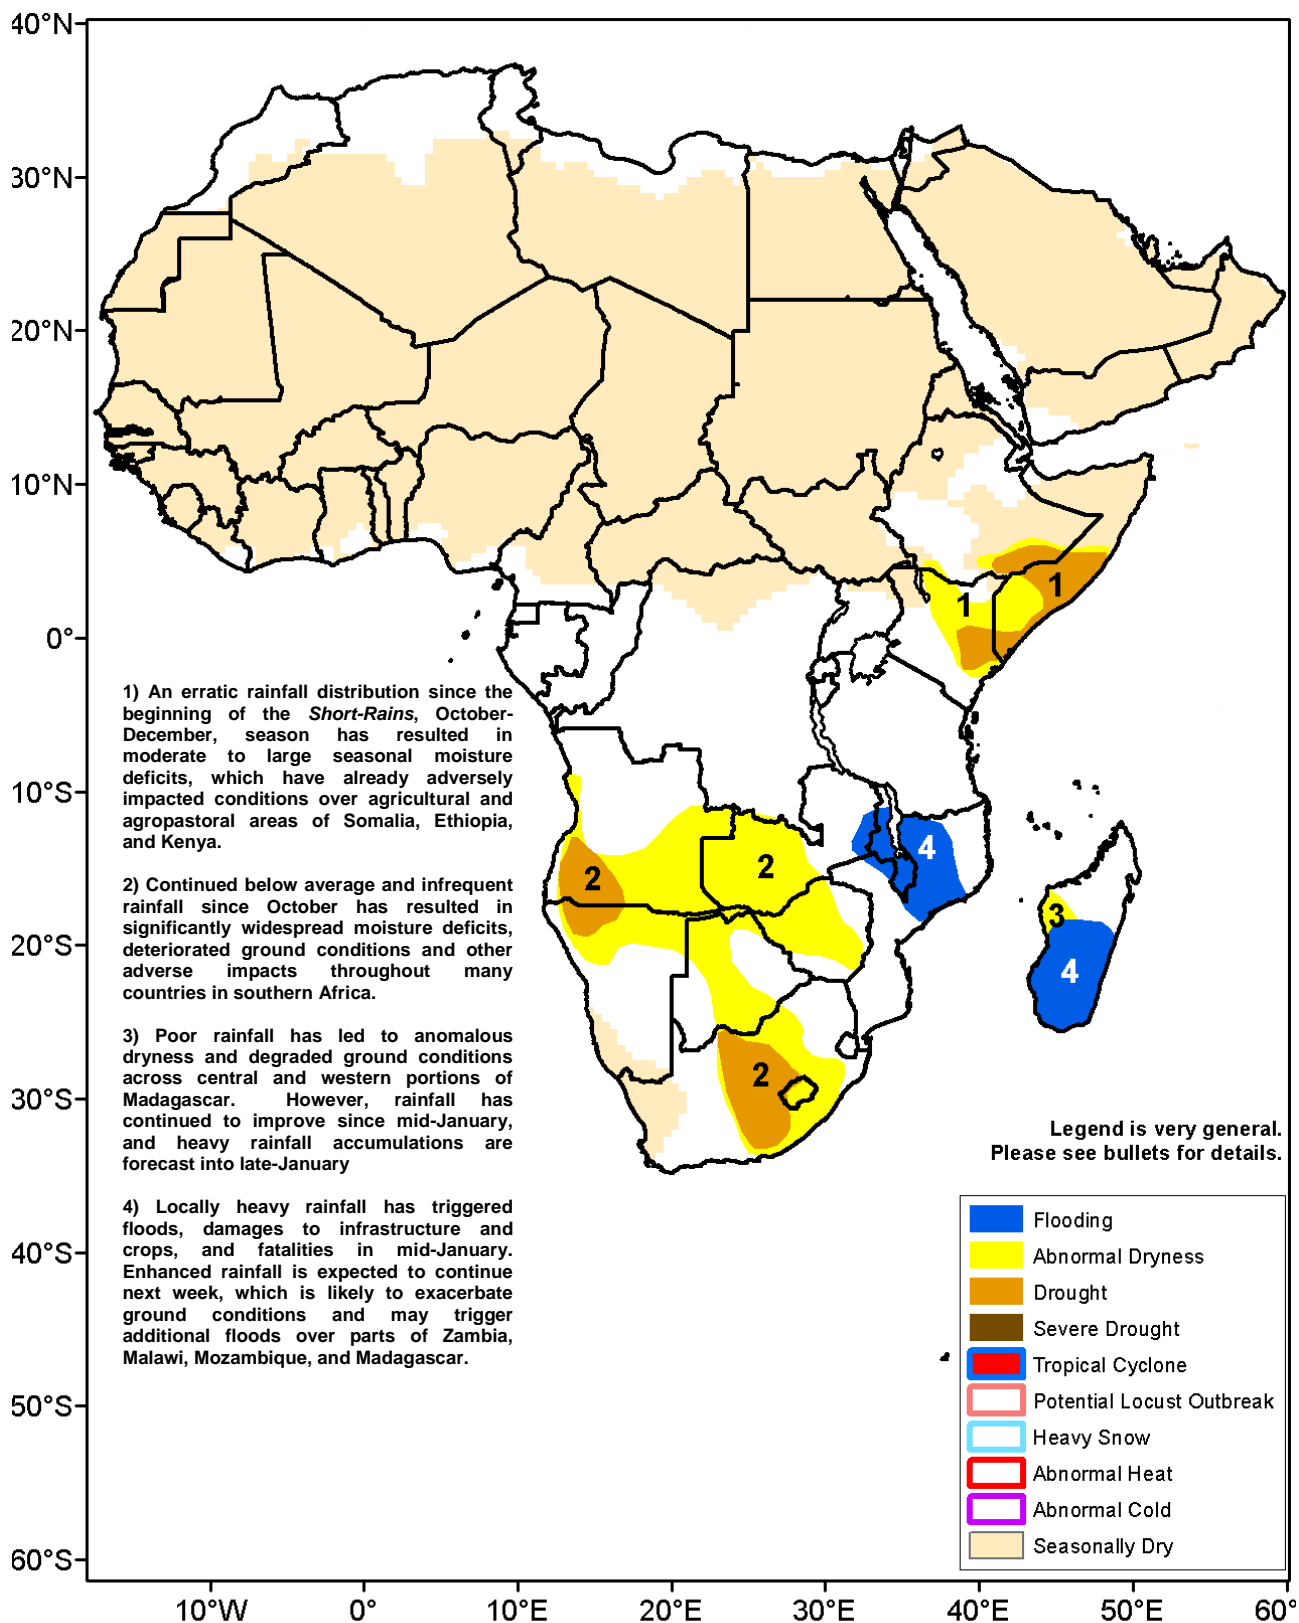 40°N
30°N
20°N
10°N
0°
10°S
20°S
30°S
40°S
50°S
60°S
10°W
0°
10°E
20°E
30°E
40°E
50°E
60°
1
1
2
2
2
3
4
4
1) An erratic rainfall distribution since the
beginning of the Short-Rains, October-
December, season has resulted in
moderate to large seasonal moisture
deficits, which have already adversely
impacted conditions over agricultural and
agropastoral areas of Somalia, Ethiopia,
and Kenya.
2) Continued below average and infrequent
rainfall since October has resulted in
significantly widespread moisture deficits,
deteriorated ground conditions and other
adverse impacts throughout many
countries in southern Africa.
3) Poor rainfall has led to anomalous
dryness and degraded ground conditions
across central and western portions of
Madagascar. However, rainfall has
continued to improve since mid-January,
and heavy rainfall accumulations are
forecast into late-January
4) Locally heavy rainfall has triggered
floods, damages to infrastructure and
crops, and fatalities in mid-January.
Enhanced rainfall is expected to continue
next week, which is likely to exacerbate
ground conditions and may trigger
additional floods over parts of Zambia,
Malawi, Mozambique, and Madagascar.
Legend is very general.
Please see bullets for details.
Flooding
Abnormal Dryness
Drought
Severe Drought
Tropical Cyclone
Potential Locust Outbreak
Heavy Snow
Abnormal Heat
Abnormal Cold
Seasonally Dry